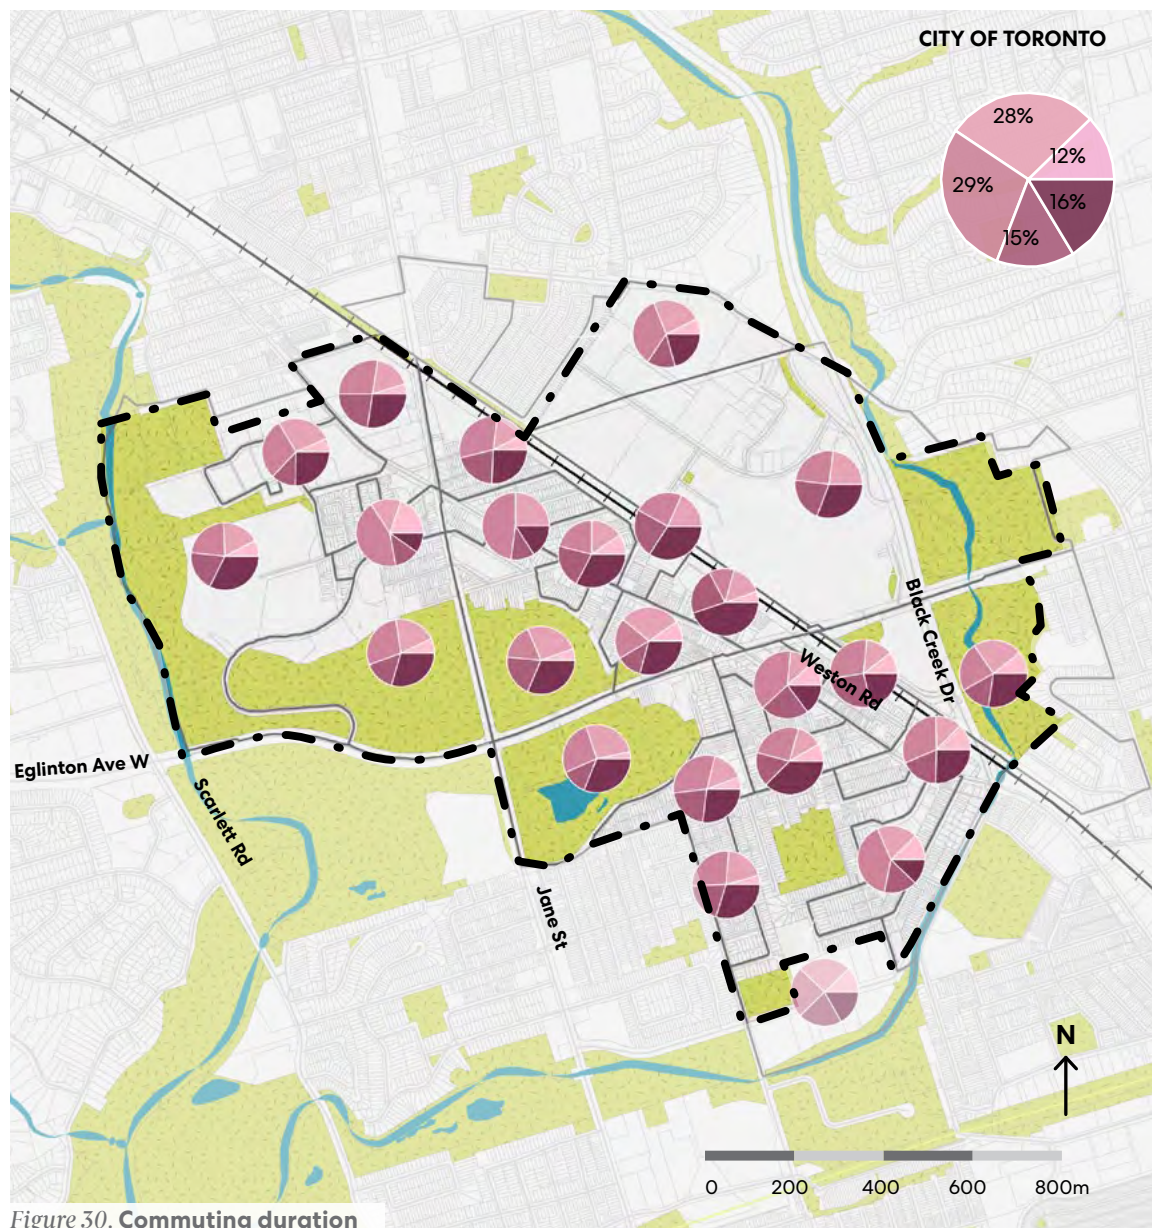 CITY OF TORONTO
28%
12%
29%
16%
15%
Black Creek Dr
Weston Rd
Eglinton Ave W
Scarlett Rd
Jane St
N
0 200 400 600 800m
Figure 30. Commuting duration